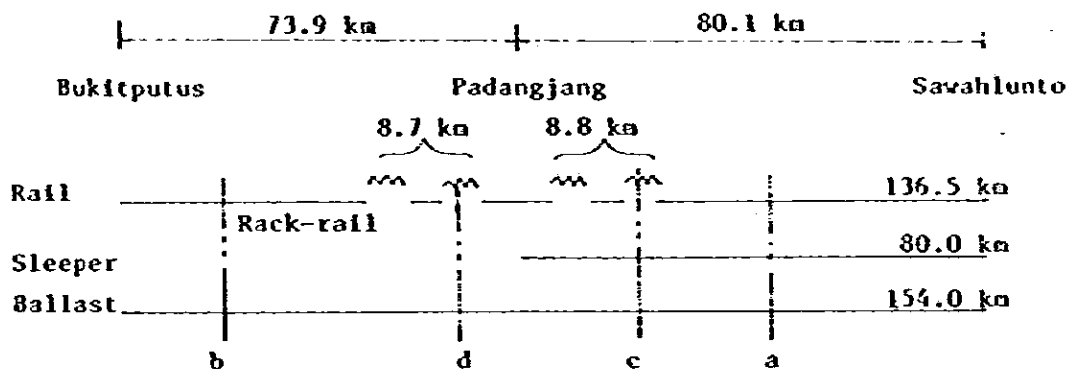 73.9 km 80.1 km
Bukitputus Padangjang Sawahlunto
8.7 km 8.8 km
Rail 136.5 km
Rack-rail
Sleeper 80.0 km
Ballast 154.0 km
b d c a